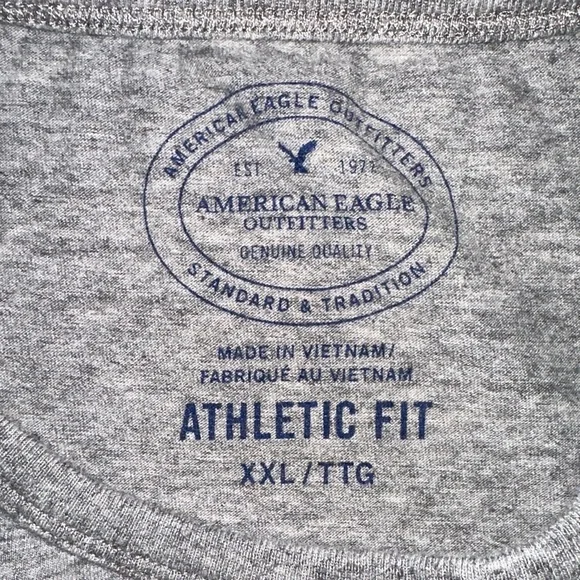 AMERICAN EAGLE OUTFITTERS
EST 1977
AMERICAN EAGLE
OUTFITTERS
GENUINE QUALITY
STANDARD & TRADITION
MADE IN VIETNAM/
FABRIQUÉ AU VIETNAM
ATHLETIC FIT
XXL/TTG